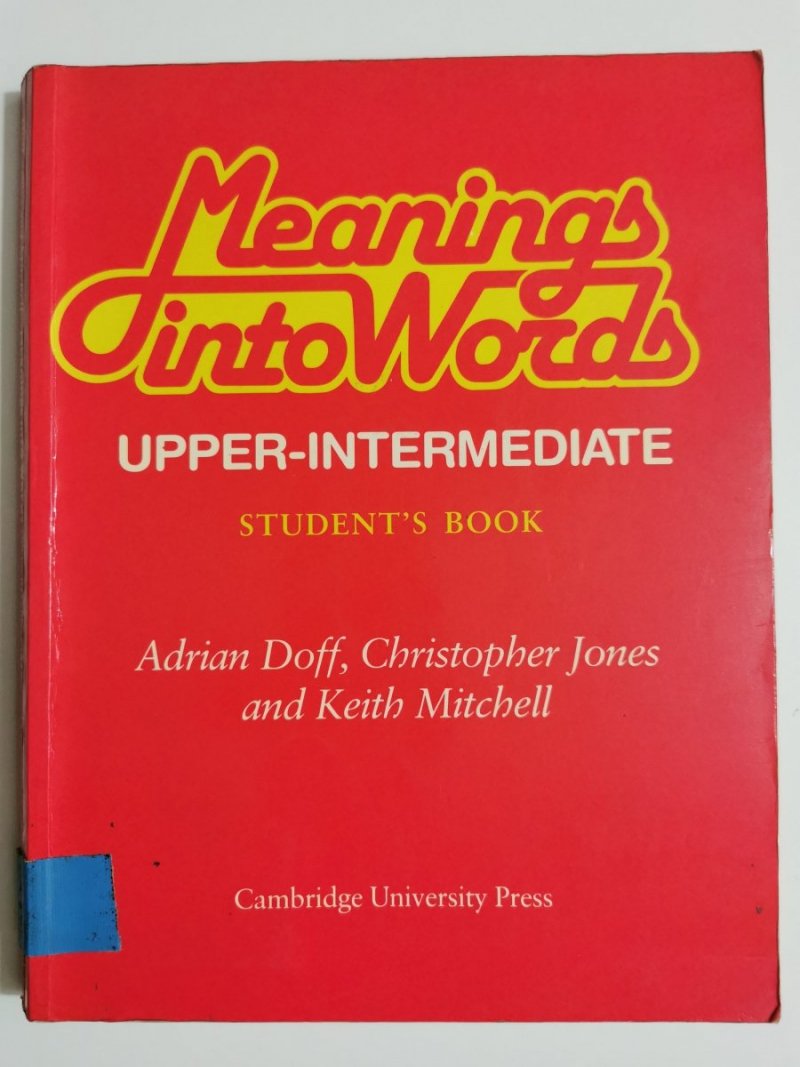 Meanings
into Words
UPPER-INTERMEDIATE
STUDENT'S BOOK
Adrian Doff, Christopher Jones
and Keith Mitchell
Cambridge University Press